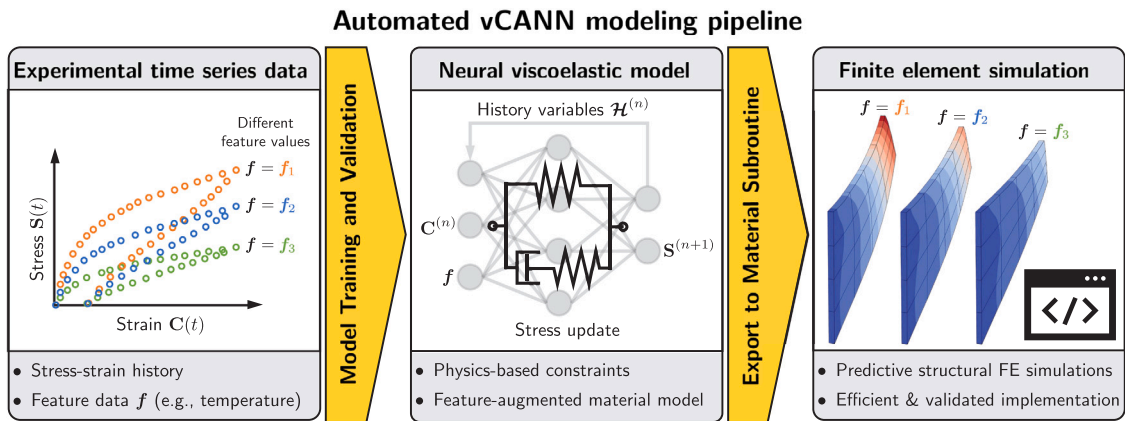 Automated vCANN modeling pipeline
Experimental time series data
Different
feature values
f = f₁
f = f₂
f = f₃
Stress S(t)
Strain C(t)
• Stress-strain history
• Feature data f (e.g., temperature)
Model Training and Validation
Neural viscoelastic model
History variables 𝓗⁽ⁿ⁾
C⁽ⁿ⁾
f
S⁽ⁿ⁺¹⁾
Stress update
• Physics-based constraints
• Feature-augmented material model
Export to Material Subroutine
Finite element simulation
f = f₁
f = f₂
f = f₃
</>
• Predictive structural FE simulations
• Efficient & validated implementation